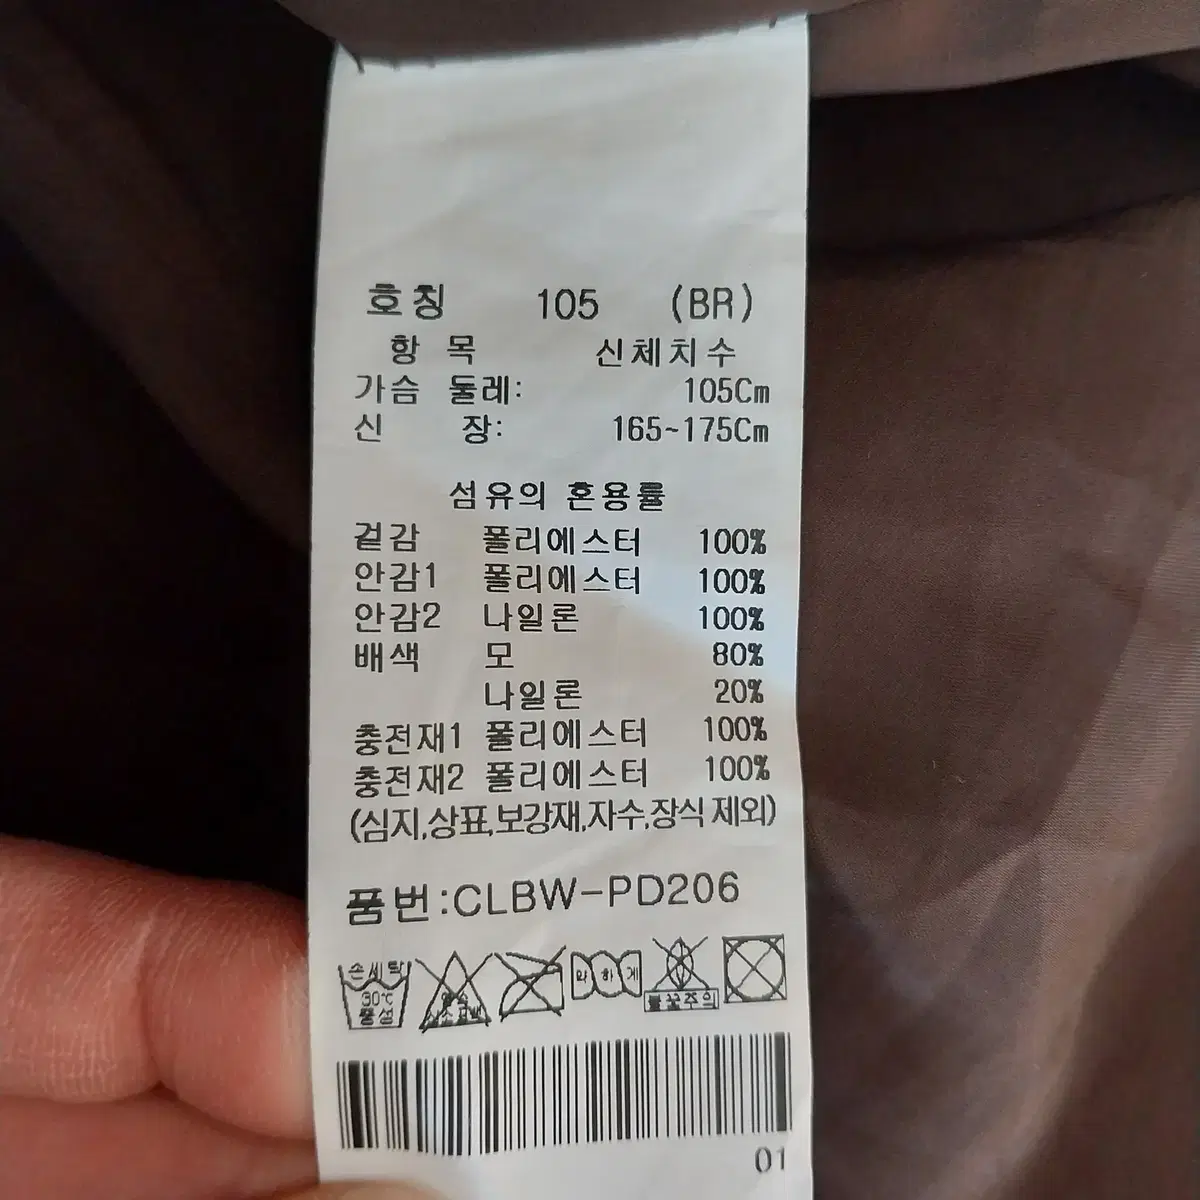 호칭 105 (BR)
항 목 신체치수
가슴 둘레: 105Cm
신 장: 165~175Cm
섬유의 혼용률
겉감 폴리에스터 100%
안감1 폴리에스터 100%
안감2 나일론 100%
배색 모 80%
나일론 20%
충전재1 폴리에스터 100%
충전재2 폴리에스터 100%
(심지,상표,보강재,자수,장식 제외)
품번:CLBW-PD206
손세탁
30℃
중성
약하게
불꽃주의
01